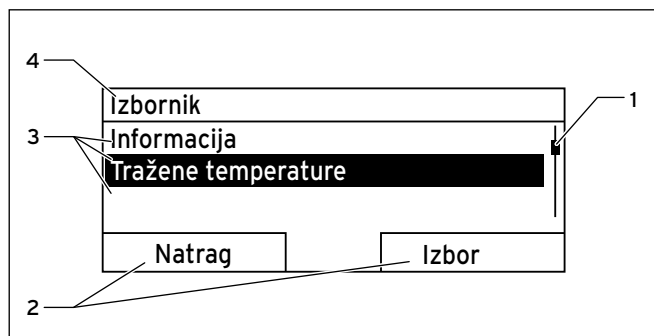 4
Izbornik
1
3
Informacija
Tražene temperature
Natrag
Izbor
2